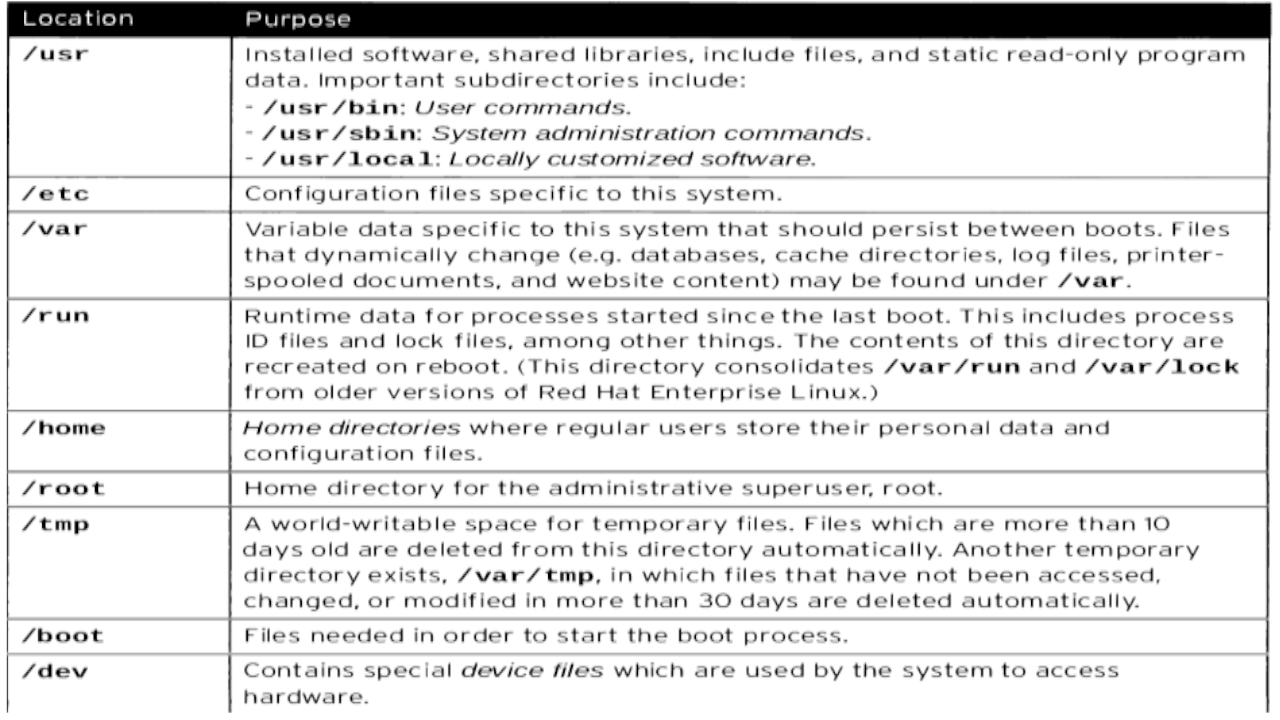 Location Purpose
/usr Installed software, shared libraries, include files, and static read-only program
data. Important subdirectories include:
- /usr/bin: User commands.
- /usr/sbin: System administration commands.
- /usr/local: Locally customized software.
/etc Configuration files specific to this system.
/var Variable data specific to this system that should persist between boots. Files
that dynamically change (e.g. databases, cache directories, log files, printer-
spooled documents, and website content) may be found under /var.
/run Runtime data for processes started since the last boot. This includes process
ID files and lock files, among other things. The contents of this directory are
recreated on reboot. (This directory consolidates /var/run and /var/lock
from older versions of Red Hat Enterprise Linux.)
/home Home directories where regular users store their personal data and
configuration files.
/root Home directory for the administrative superuser, root.
/tmp A world-writable space for temporary files. Files which are more than 10
days old are deleted from this directory automatically. Another temporary
directory exists, /var/tmp, in which files that have not been accessed,
changed, or modified in more than 30 days are deleted automatically.
/boot Files needed in order to start the boot process.
/dev Contains special device files which are used by the system to access
hardware.